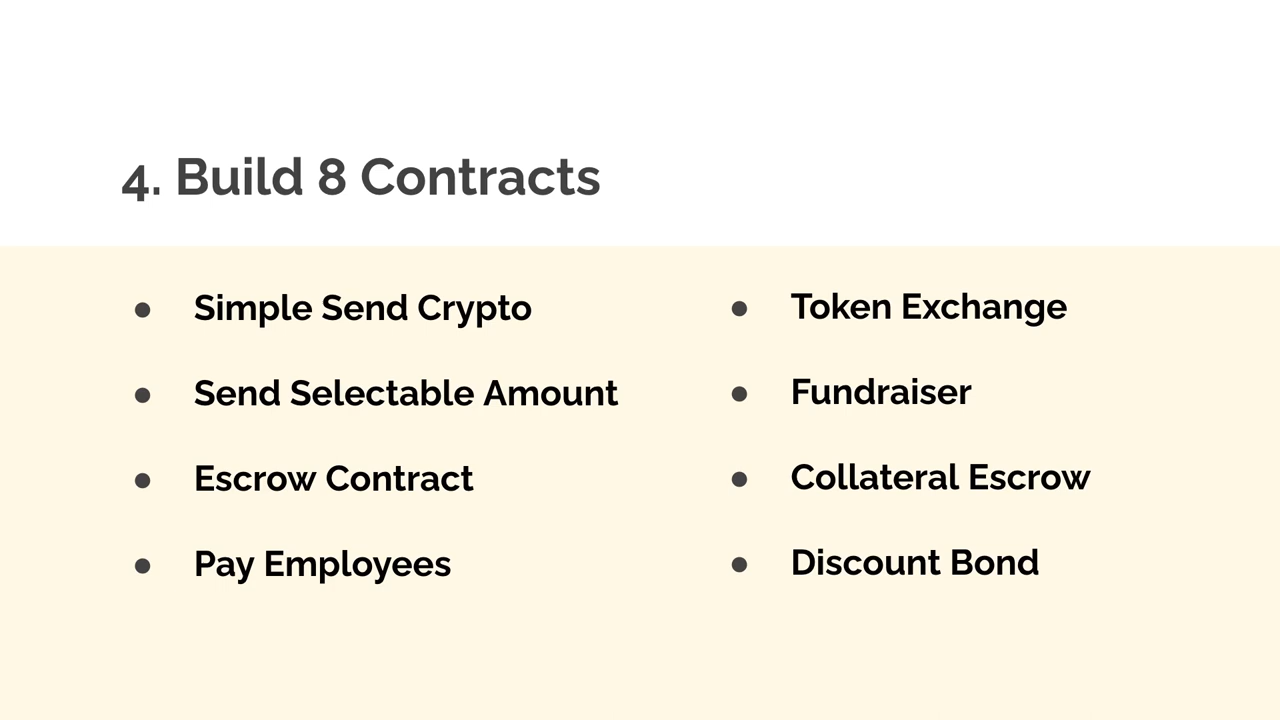 4. Build 8 Contracts
● Simple Send Crypto
● Send Selectable Amount
● Escrow Contract
● Pay Employees
● Token Exchange
● Fundraiser
● Collateral Escrow
● Discount Bond